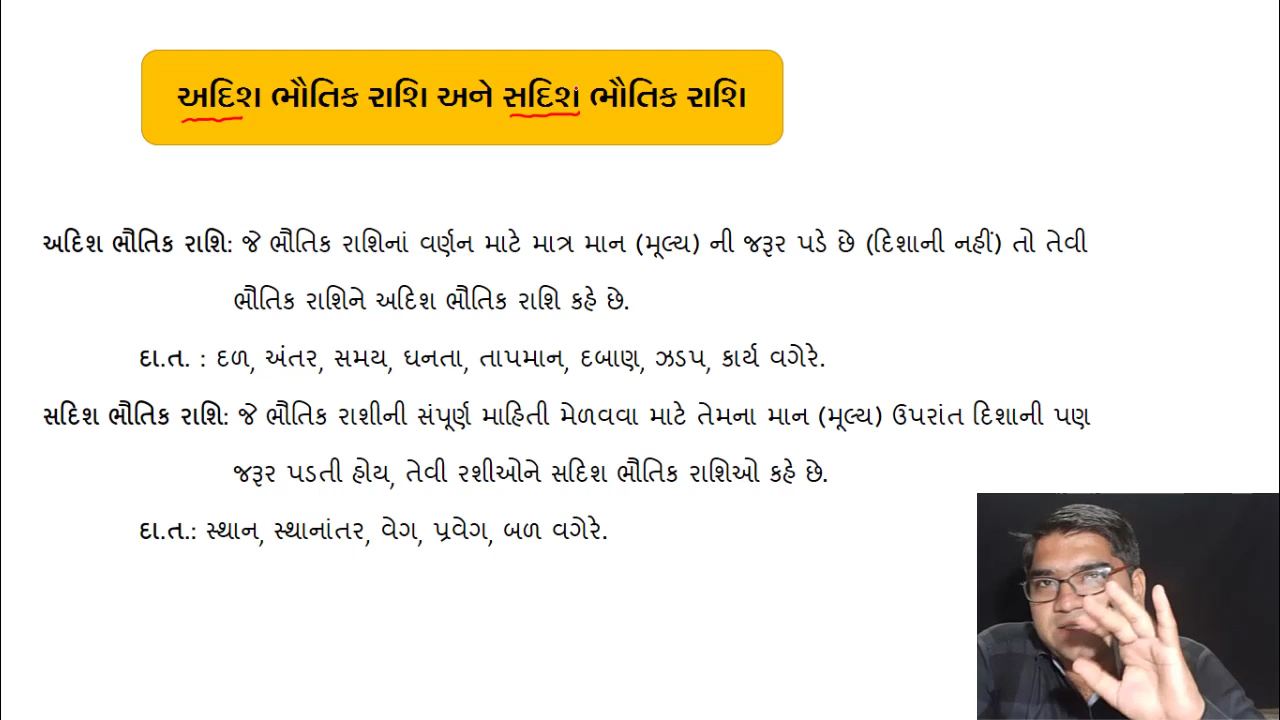 અદિશ ભૌતિક રાશિ અને સદિશ ભૌતિક રાશિ
અદિશ ભૌતિક રાશિ: જે ભૌતિક રાશિનાં વર્ણન માટે માત્ર માન (મૂલ્ય) ની જરૂર પડે છે (દિશાની નહીં) તો તેવી
ભૌતિક રાશિને અદિશ ભૌતિક રાશિ કહે છે.
દા.ત. : દળ, અંતર, સમય, ઘનતા, તાપમાન, દબાણ, ઝડપ, કાર્ય વગેરે.
સદિશ ભૌતિક રાશિ: જે ભૌતિક રાશીની સંપૂર્ણ માહિતી મેળવવા માટે તેમના માન (મૂલ્ય) ઉપરાંત દિશાની પણ
જરૂર પડતી હોય, તેવી રશીઓને સદિશ ભૌતિક રાશિઓ કહે છે.
દા.ત.: સ્થાન, સ્થાનાંતર, વેગ, પ્રવેગ, બળ વગેરે.